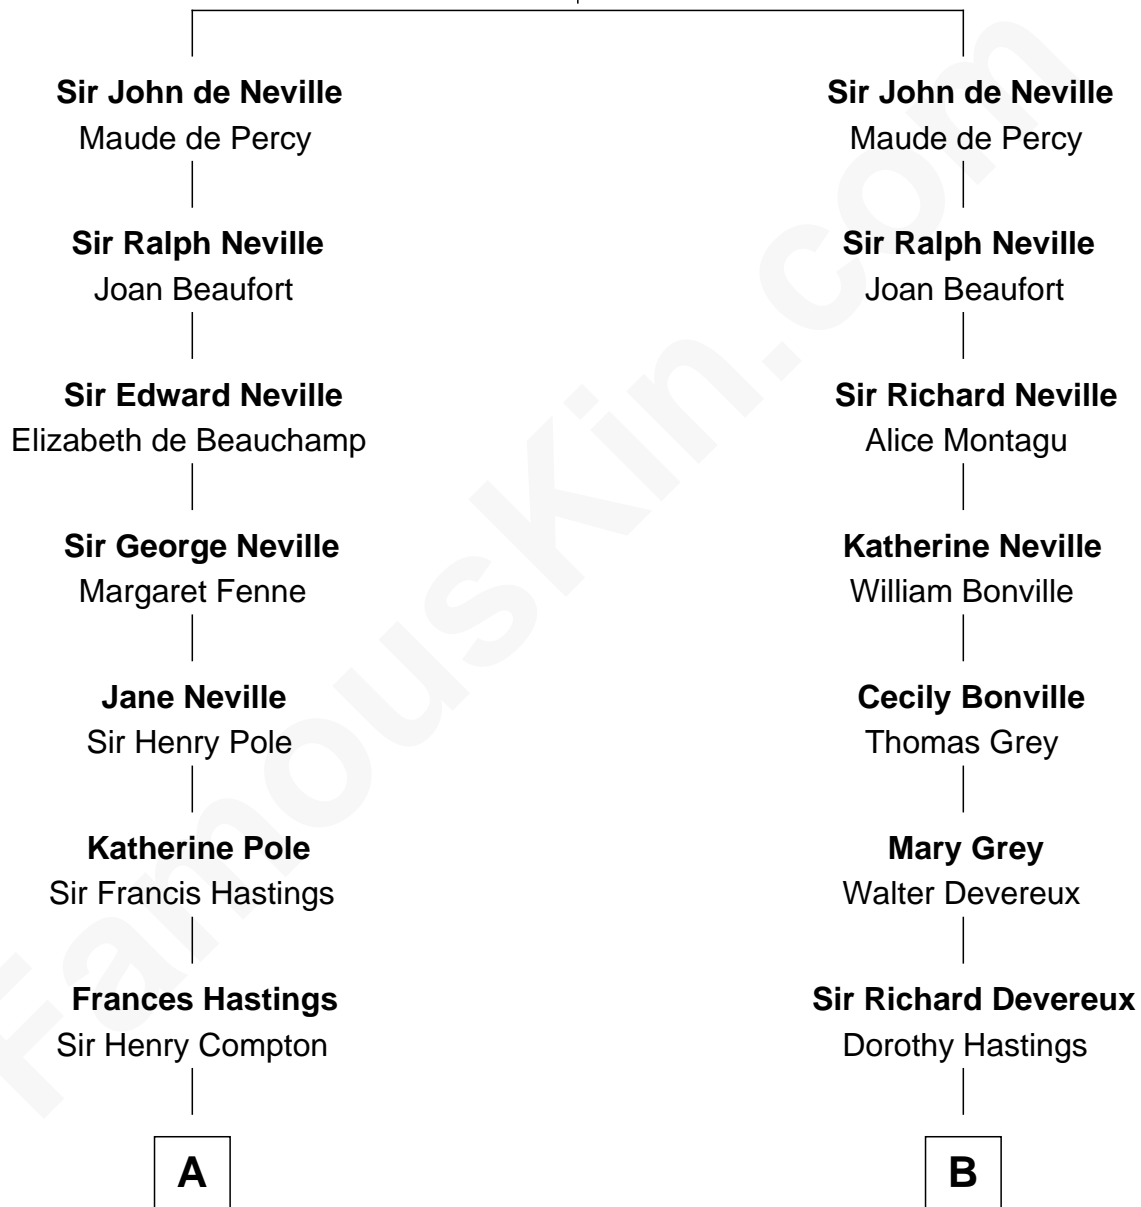 Sir John de Neville
Maude de Percy
Sir Ralph Neville
Joan Beaufort
Sir Edward Neville
Elizabeth de Beauchamp
Sir George Neville
Margaret Fenne
Jane Neville
Sir Henry Pole
Katherine Pole
Sir Francis Hastings
Frances Hastings
Sir Henry Compton
A
Sir John de Neville
Maude de Percy
Sir Ralph Neville
Joan Beaufort
Sir Richard Neville
Alice Montagu
Katherine Neville
William Bonville
Cecily Bonville
Thomas Grey
Mary Grey
Walter Devereux
Sir Richard Devereux
Dorothy Hastings
B
FamousKin.com